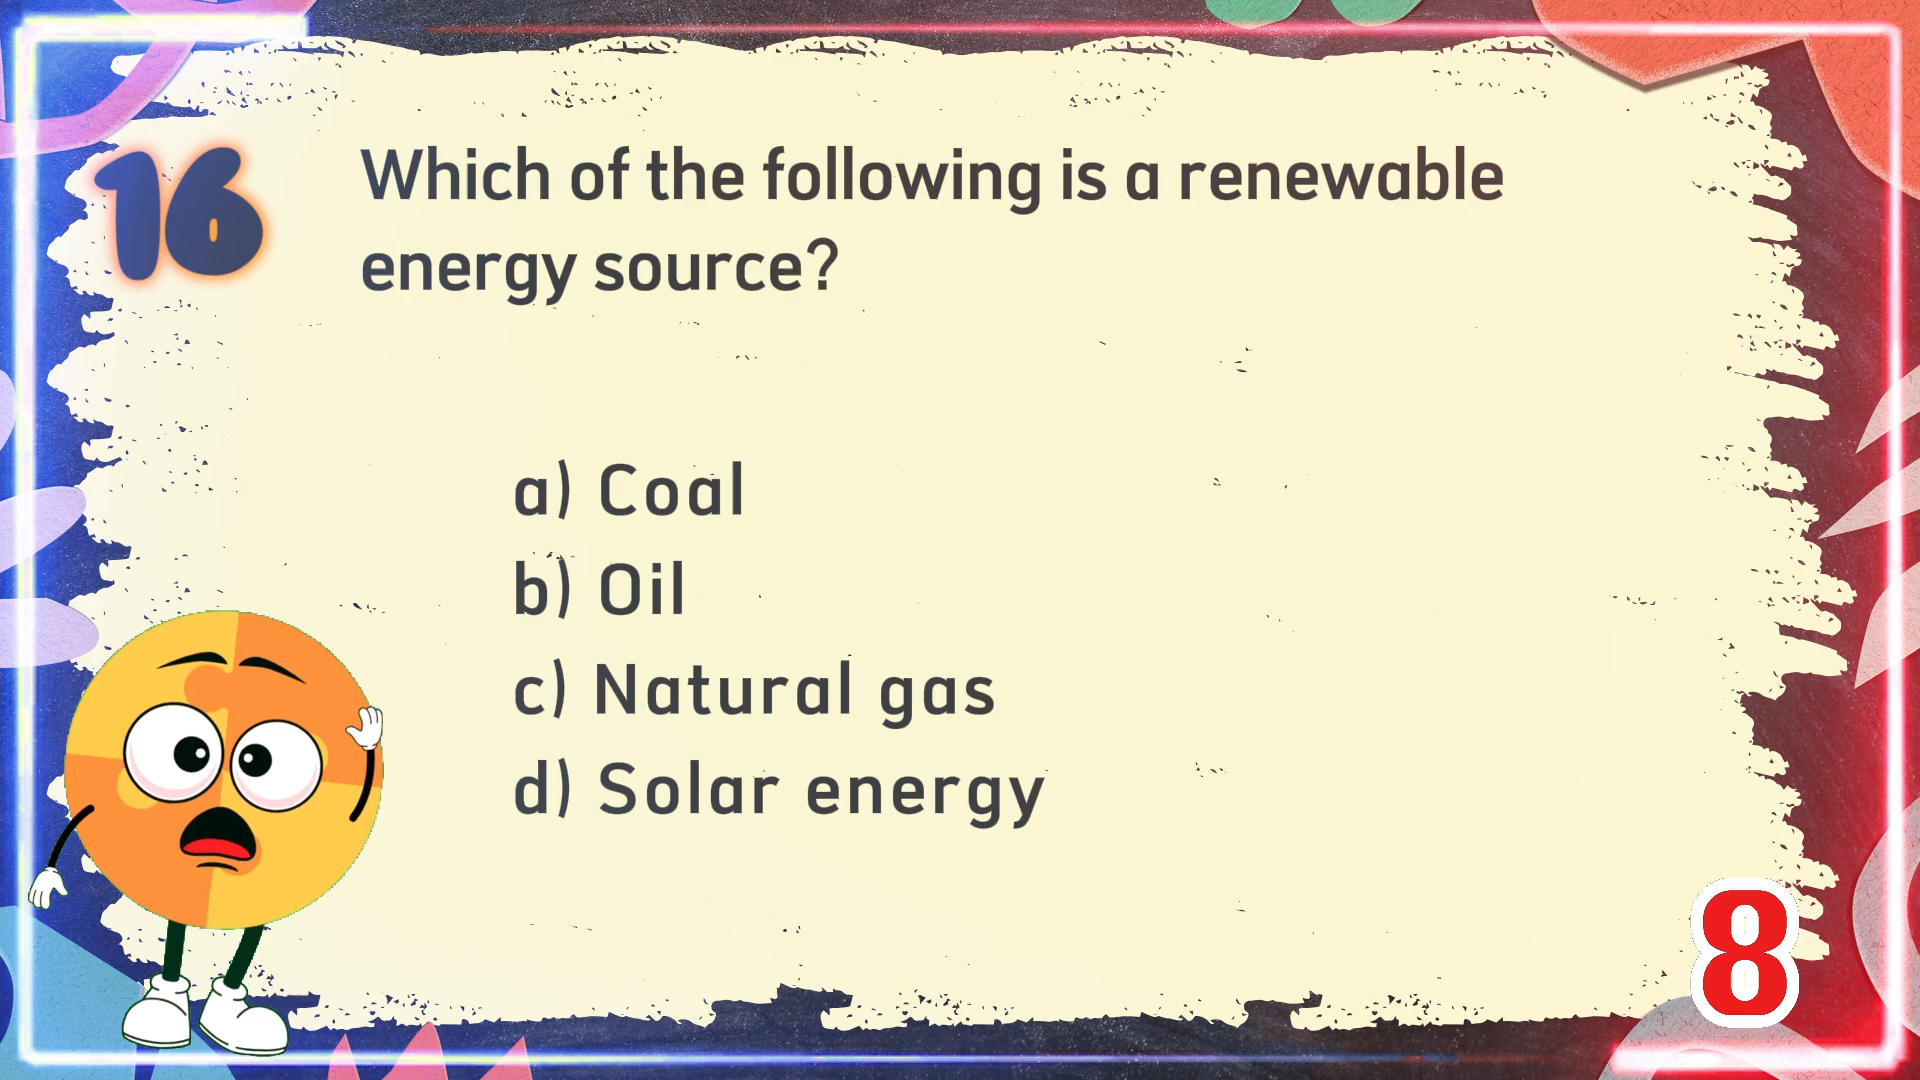 16
Which of the following is a renewable
energy source?
a) Coal
b) Oil
c) Natural gas
d) Solar energy
8